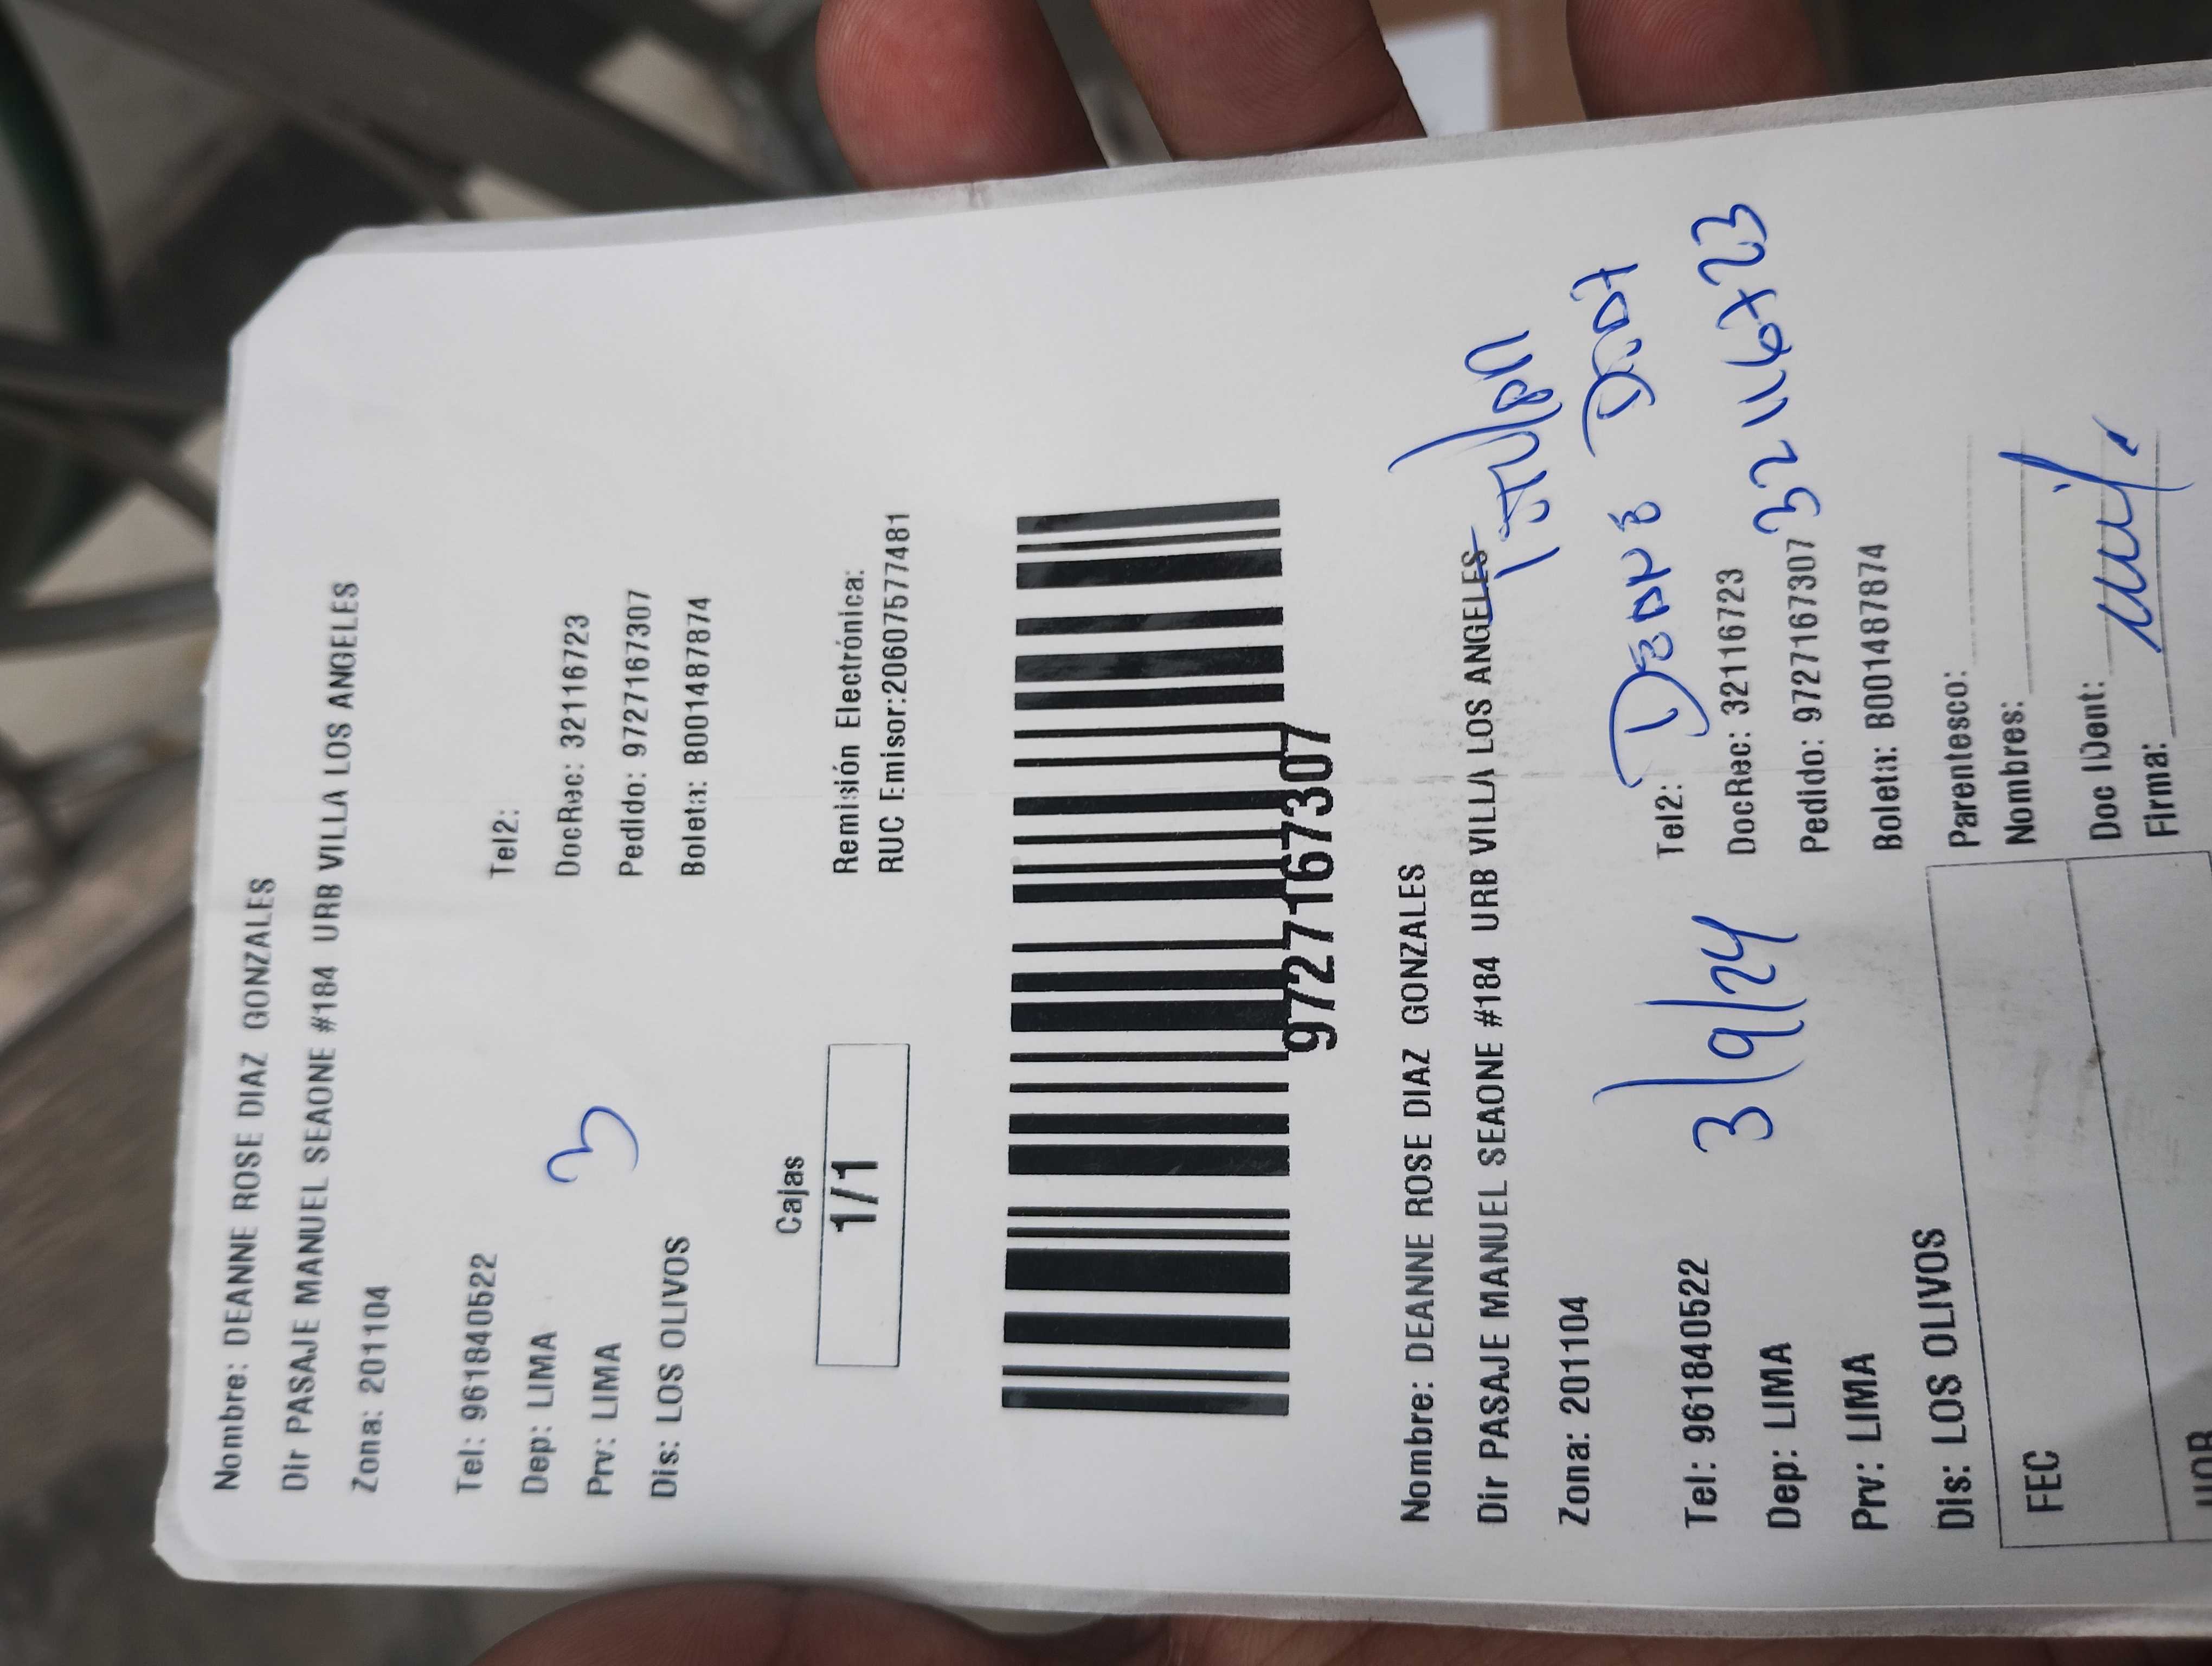 Nombre: DEANNE ROSE DIAZ GONZALES
Dir PASAJE MANUEL SEAONE #184 URB VILLA LOS ANGELES
Zona: 201104
Tel: 961840522 Tel2:
Dep: LIMA DocRec: 32116723
3
Prv: LIMA Pedido: 972716730​7
Dis: LOS OLIVOS Boleta: B001487874
Cajas
1/1
Remisión Electrónica:
RUC Emisor:20607577481
9727167307
Nombre: DEANNE ROSE DIAZ GONZALES
Dir PASAJE MANUEL SEAONE #184 URB VILLA LOS ANGELES
Zona: 201104
Tel: 961840522 Tel2:
3/9/24
Dep: LIMA DocRec: 32116723
32116723
Prv: LIMA Pedido: 9727167307
Dis: LOS OLIVOS Boleta: B001487874
Parentesco:
Nombres:
FEC
Doc IDent:
Firma: